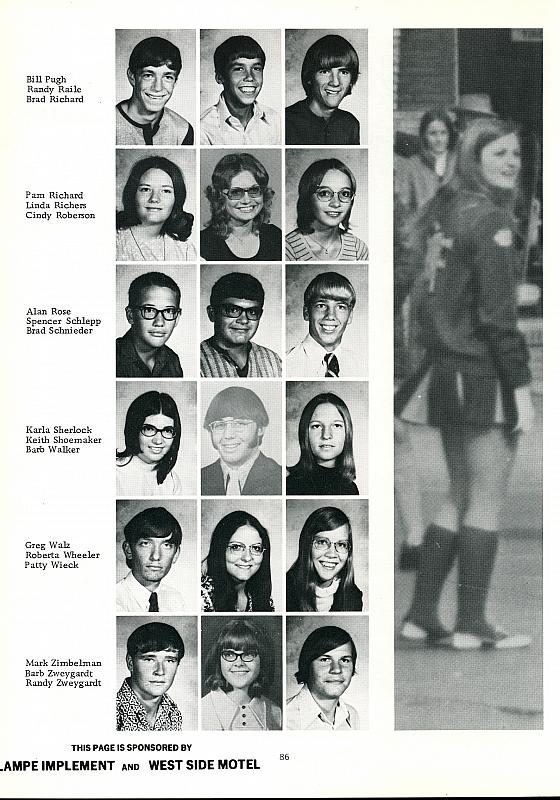 Bill Pugh
Randy Raile
Brad Richard
Pam Richard
Linda Richers
Cindy Roberson
Alan Rose
Spencer Schlepp
Brad Schnieder
Karla Sherlock
Keith Shoemaker
Barb Walker
Greg Walz
Roberta Wheeler
Patty Wieck
Mark Zimbelman
Barb Zweygardt
Randy Zweygardt
THIS PAGE IS SPONSORED BY
LAMPE IMPLEMENT AND WEST SIDE MOTEL
86